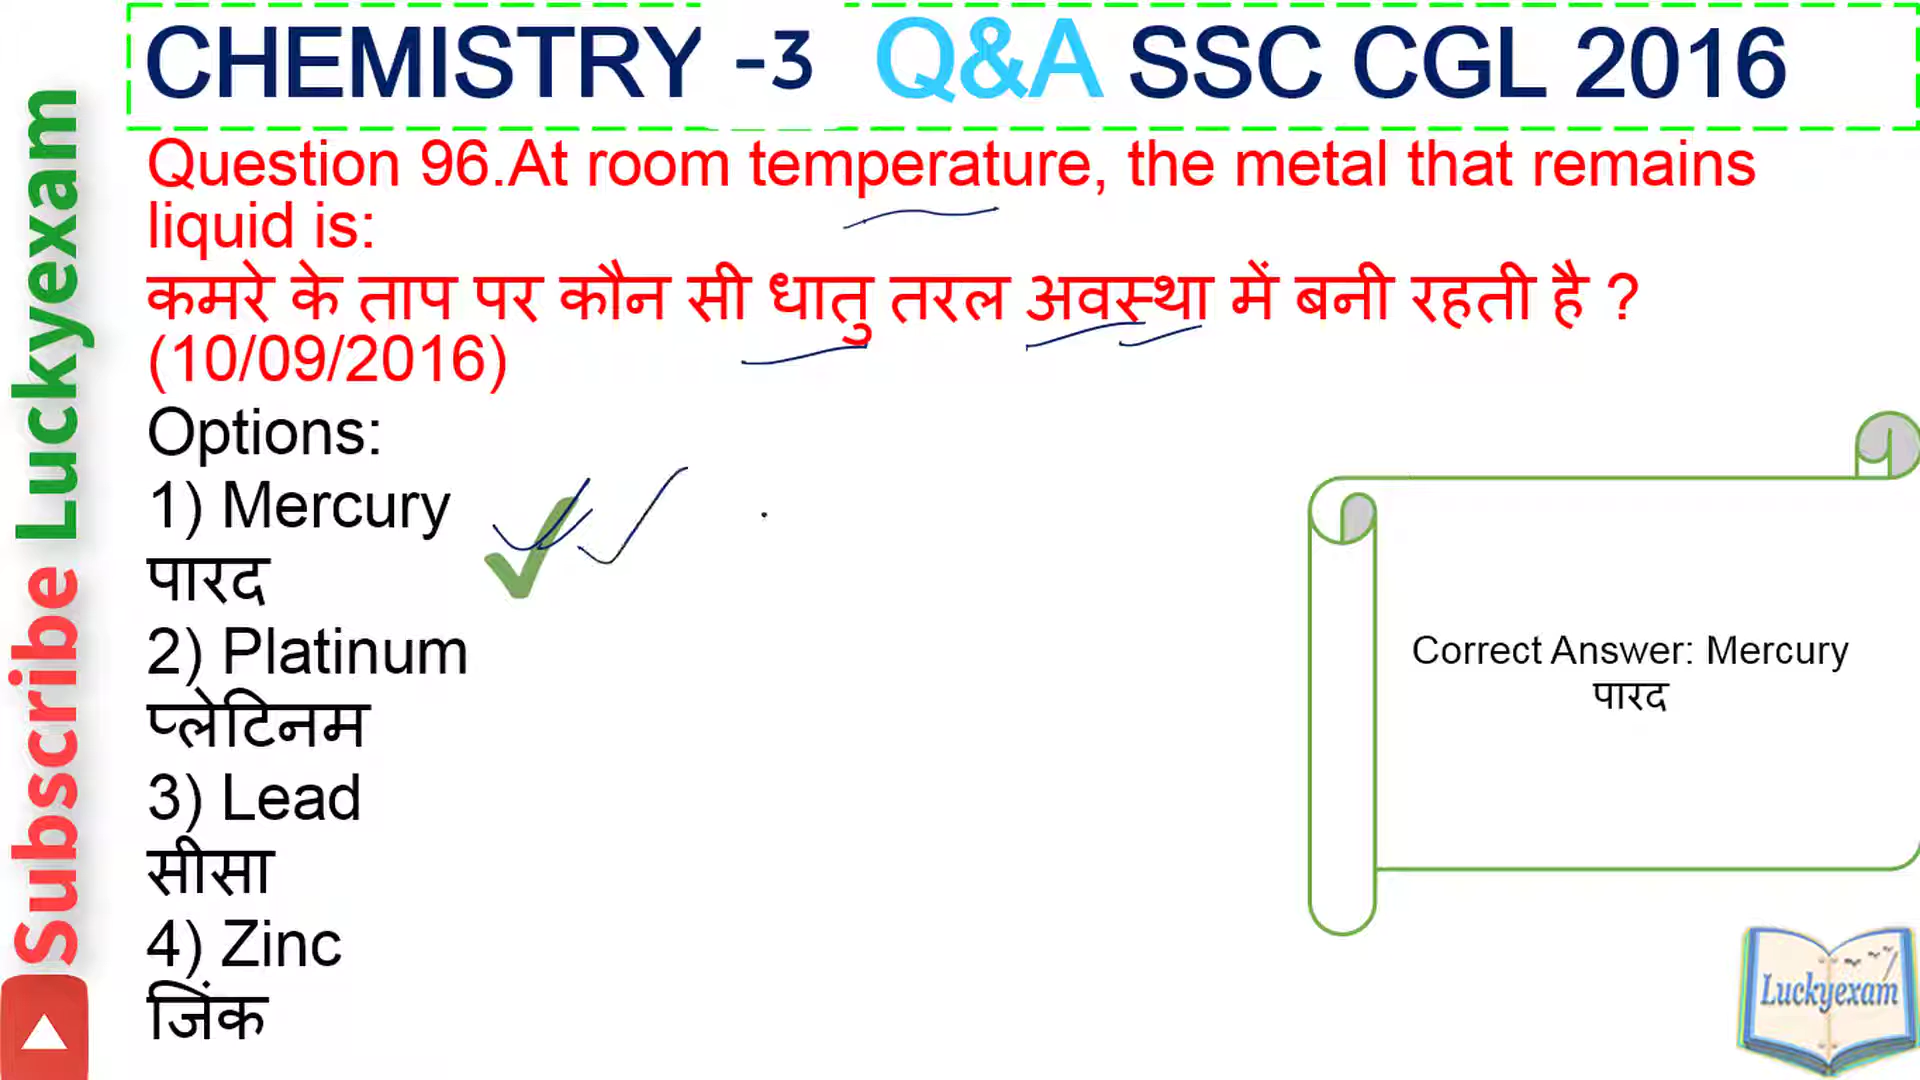 CHEMISTRY -3 Q&A SSC CGL 2016
Question 96.At room temperature, the metal that remains
liquid is:
कमरे के ताप पर कौन सी धातु तरल अवस्था में बनी रहती है ?
(10/09/2016)
Options:
1) Mercury
पारद
2) Platinum
प्लेटिनम
3) Lead
सीसा
4) Zinc
जिंक
Correct Answer: Mercury
पारद
Subscribe Luckyexam
Luckyexam